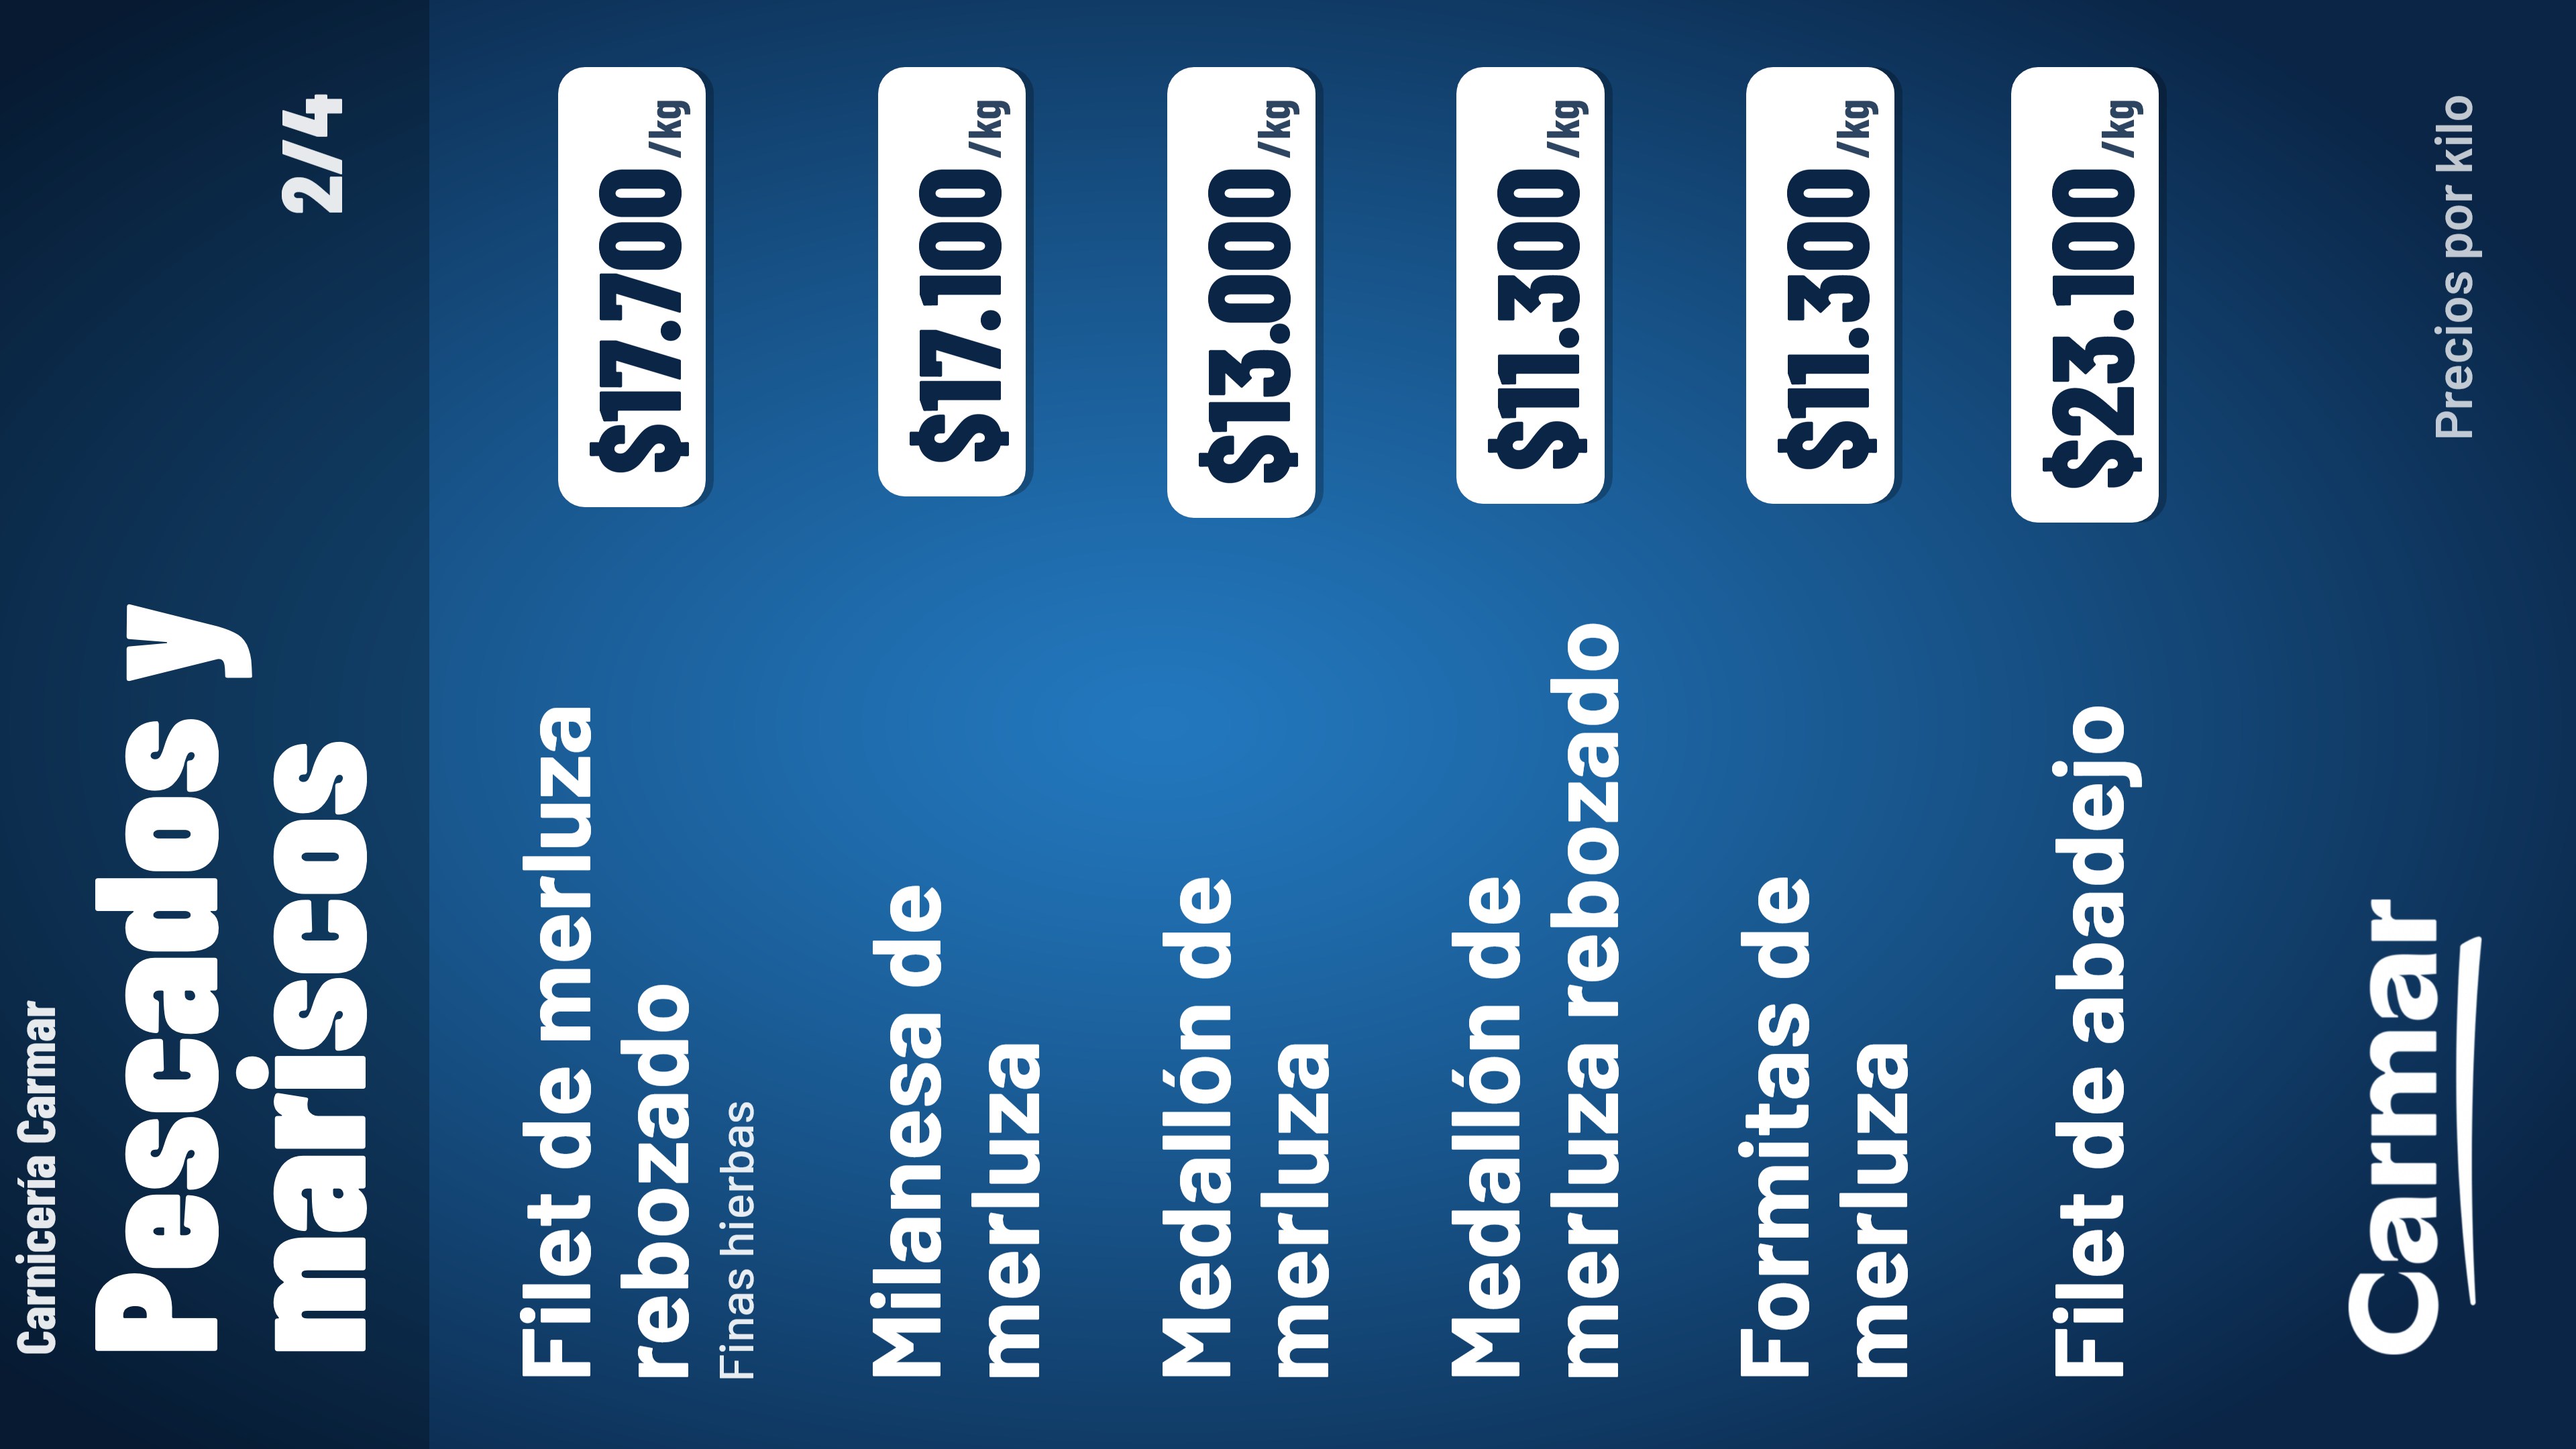 Carnicería Carmar
Pescados y
mariscos
2/4
Filet de merluza
rebozado
Finas hierbas
$17.700 /kg
Milanesa de
merluza
$17.100 /kg
Medallón de
merluza
$13.000 /kg
Medallón de
merluza rebozado
$11.300 /kg
Formitas de
merluza
$11.300 /kg
Filet de abadejo
$23.100 /kg
Carmar
Precios por kilo